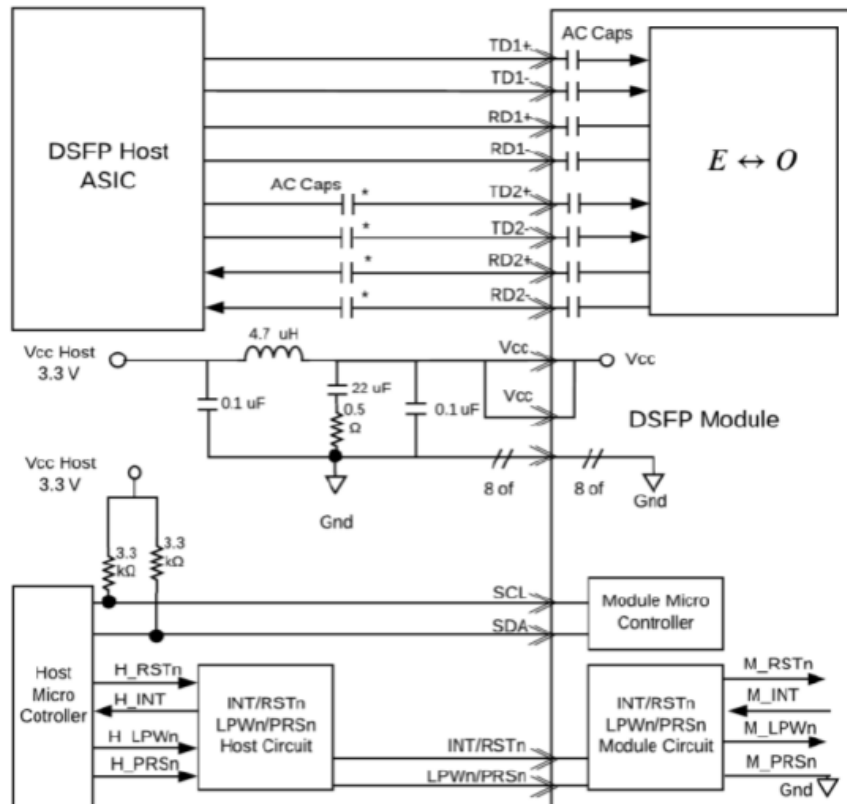 TD1+
AC Caps
TD1-
RD1+
DSFP Host
ASIC
RD1-
E ↔ O
AC Caps
*
TD2+
*
TD2-
*
RD2+
*
RD2-
4.7 uH
Vcc Host
3.3 V
Vcc
Vcc
0.1 uF
22 uF
0.5
Ω
0.1 uF
Vcc
DSFP Module
Vcc Host
3.3 V
8 of
8 of
Gnd
Gnd
3.3
kΩ
3.3
kΩ
SCL
SDA
Module Micro
Controller
Host
Micro
Cotroller
H_RSTn
H_INT
H_LPWn
H_PRSn
INT/RSTn
LPWn/PRSn
Host Circuit
INT/RSTn
LPWn/PRSn
INT/RSTn
LPWn/PRSn
Module Circuit
M_RSTn
M_INT
M_LPWn
M_PRSn
Gnd